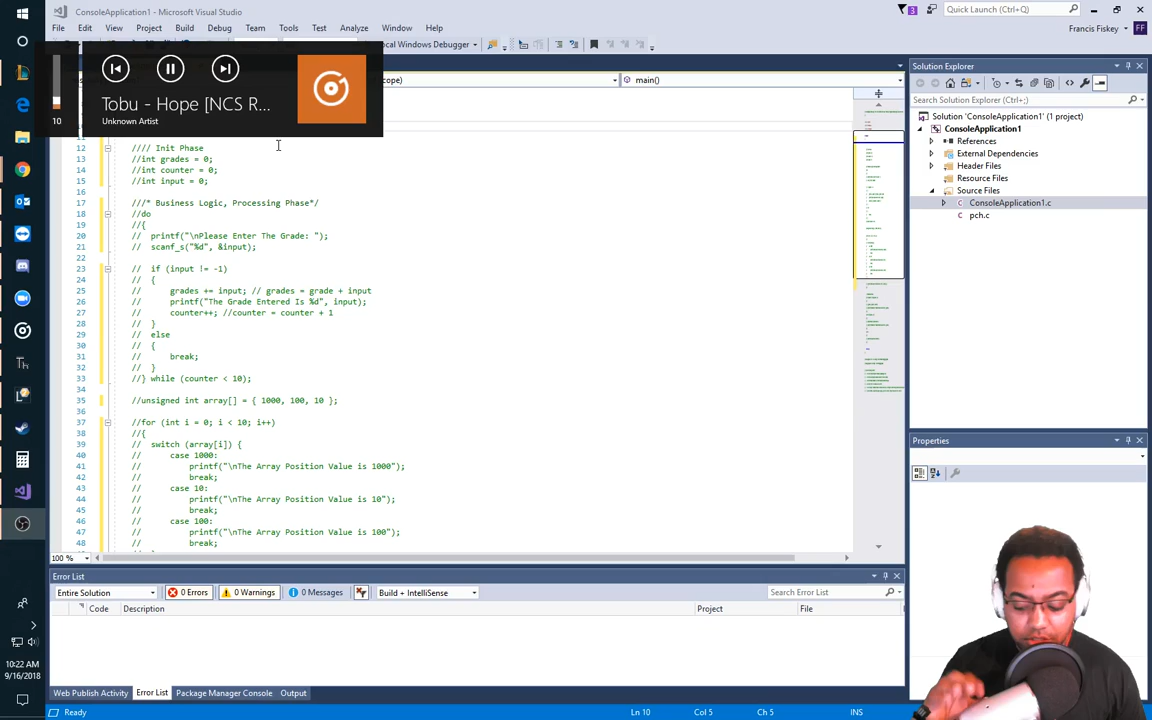 ConsoleApplication1 - Microsoft Visual Studio
3
Quick Launch (Ctrl+Q)
File Edit View Project Build Debug Team Tools Test Analyze Window Help
Francis Fiskey
FF
Local Windows Debugger
main()
Tobu - Hope [NCS R...
Unknown Artist
10
12 //// Init Phase
13 //int grades = 0;
14 //int counter = 0;
15 //int input = 0;
16
17 ///* Business Logic, Processing Phase*/
18 //do
19 //{
20 // printf("\nPlease Enter The Grade: ");
21 // scanf_s("%d", &input);
22
23 // if (input != -1)
24 // {
25 // grades += input; // grades = grade + input
26 // printf("The Grade Entered Is %d", input);
27 // counter++; //counter = counter + 1
28 // }
29 // else
30 // {
31 // break;
32 // }
33 //} while (counter < 10);
34
35 //unsigned int array[] = { 1000, 100, 10 };
36
37 //for (int i = 0; i < 10; i++)
38 //{
39 // switch (array[i]) {
40 // case 1000:
41 // printf("\nThe Array Position Value is 1000");
42 // break;
43 // case 10:
44 // printf("\nThe Array Position Value is 10");
45 // break;
46 // case 100:
47 // printf("\nThe Array Position Value is 100");
48 // break;
100 %
Solution Explorer
Search Solution Explorer (Ctrl+;)
Solution 'ConsoleApplication1' (1 project)
ConsoleApplication1
References
External Dependencies
Header Files
Resource Files
Source Files
ConsoleApplication1.c
pch.c
Properties
Error List
Entire Solution
0 Errors
0 Warnings
0 Messages
Build + IntelliSense
Search Error List
Code Description Project File
Web Publish Activity Error List Package Manager Console Output
Ready
Ln 10 Col 5 Ch 5 INS
10:22 AM
9/16/2018